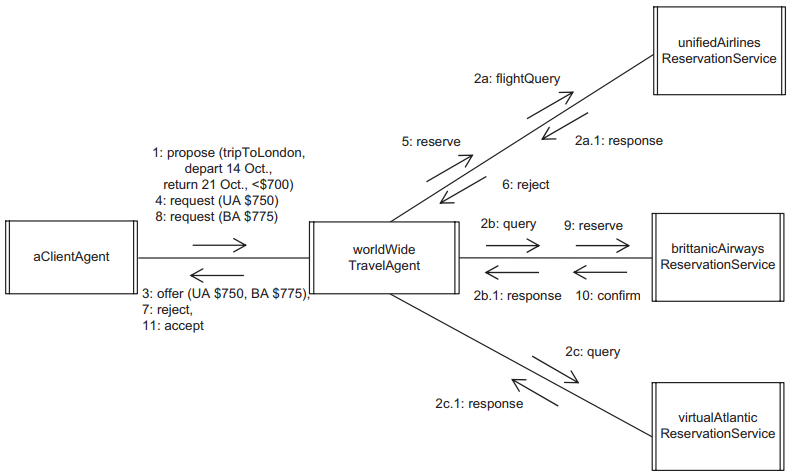 unifiedAirlines
ReservationService
2a: flightQuery
2a.1: response
5: reserve
6: reject
1: propose (tripToLondon,
depart 14 Oct.,
return 21 Oct., <$700)
4: request (UA $750)
8: request (BA $775)
aClientAgent
worldWide
TravelAgent
2b: query
9: reserve
brittanicAirways
ReservationService
3: offer (UA $750, BA $775),
7: reject,
11: accept
2b.1: response
10: confirm
2c: query
2c.1: response
virtualAtlantic
ReservationService